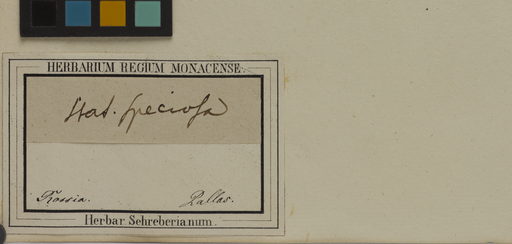 HERBARIUM REGIUM MONACENSE.
Stat. speciosa
Rossia. Pallas.
Herbar. Schreberianum.